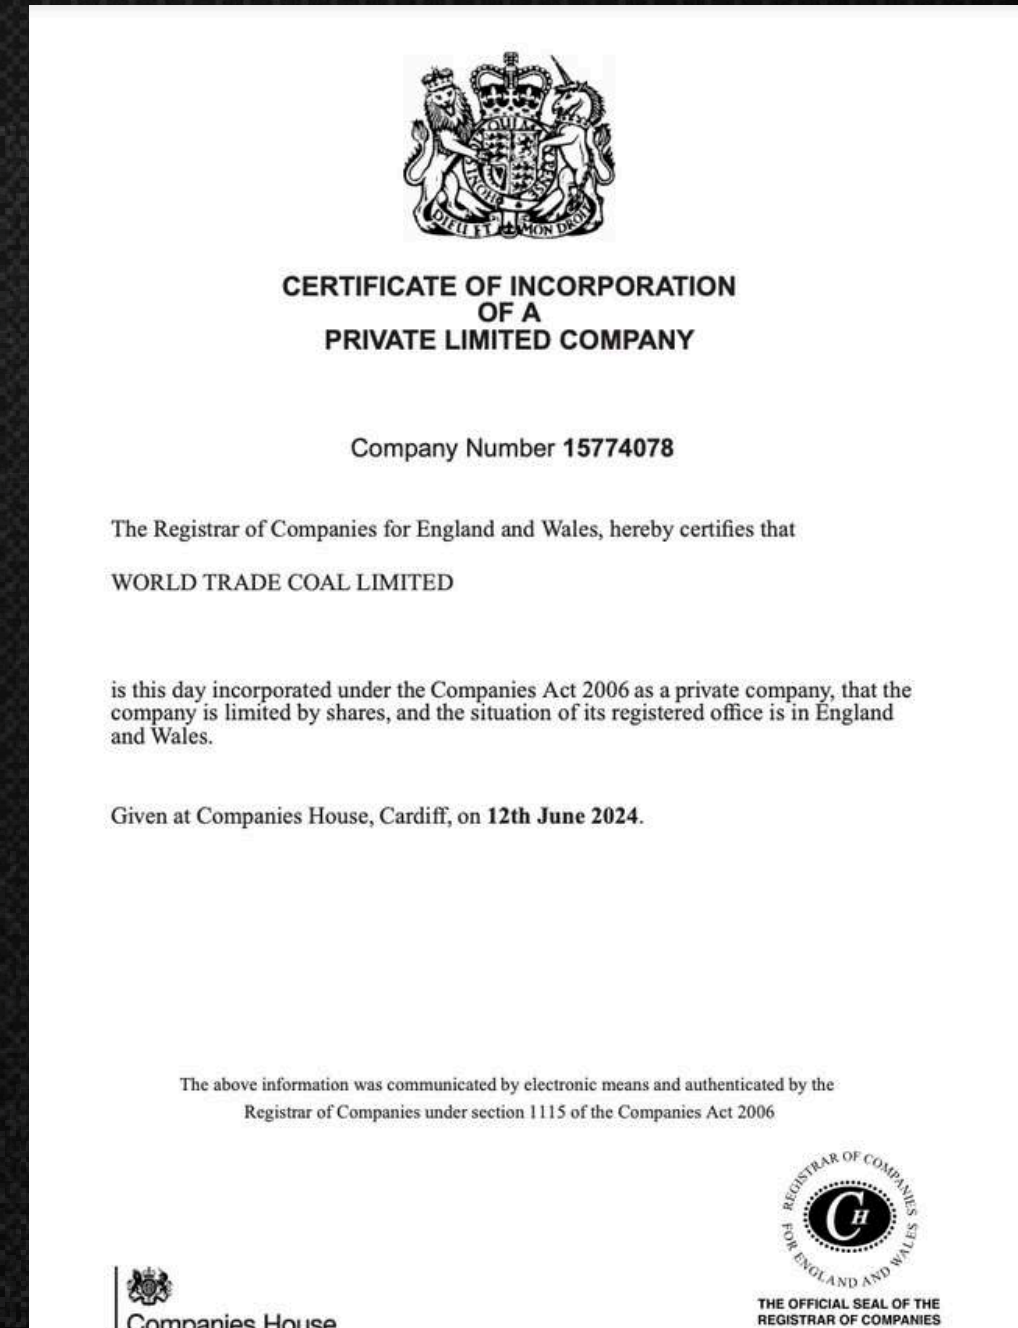 DIEU ET MON DROIT
CERTIFICATE OF INCORPORATION
OF A
PRIVATE LIMITED COMPANY
Company Number 15774078
The Registrar of Companies for England and Wales, hereby certifies that
WORLD TRADE COAL LIMITED
is this day incorporated under the Companies Act 2006 as a private company, that the
company is limited by shares, and the situation of its registered office is in England
and Wales.
Given at Companies House, Cardiff, on 12th June 2024.
The above information was communicated by electronic means and authenticated by the
Registrar of Companies under section 1115 of the Companies Act 2006
REGISTRAR OF COMPANIES FOR ENGLAND AND WALES
CH
Companies House
THE OFFICIAL SEAL OF THE
REGISTRAR OF COMPANIES